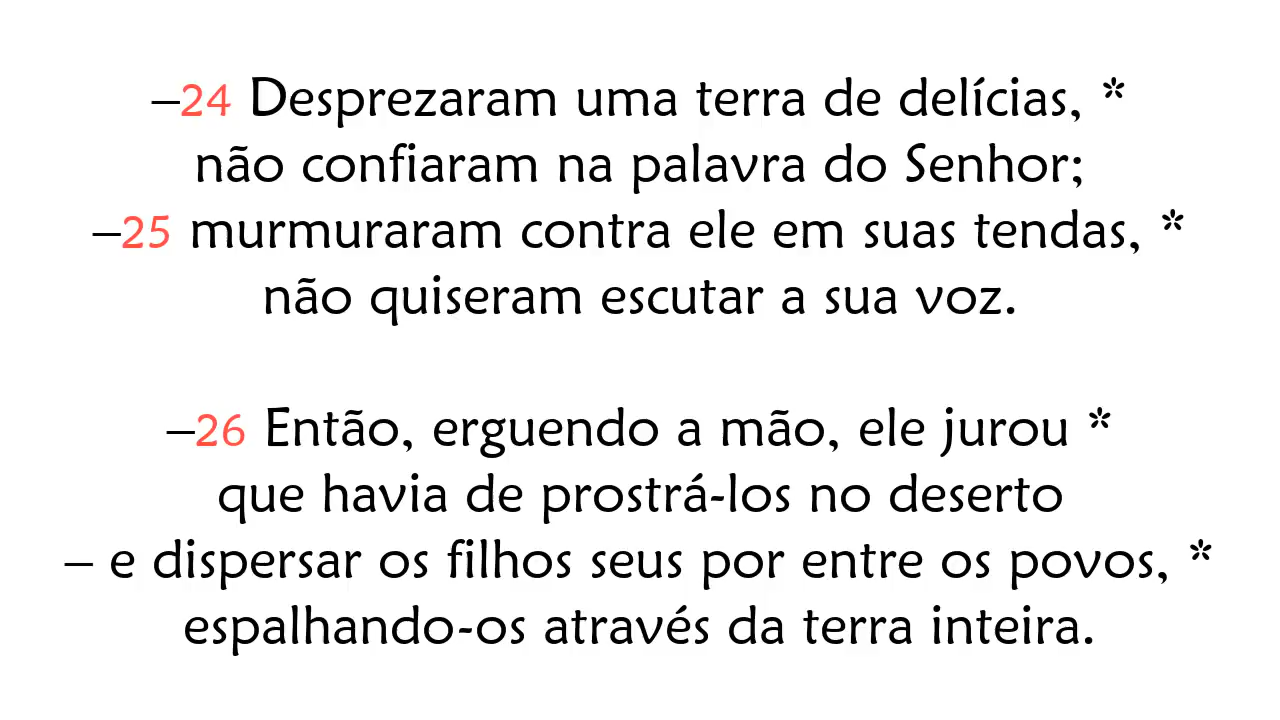 –24 Desprezaram uma terra de delícias, *
não confiaram na palavra do Senhor;
–25 murmuraram contra ele em suas tendas, *
não quiseram escutar a sua voz.
–26 Então, erguendo a mão, ele jurou *
que havia de prostrá-los no deserto
– e dispersar os filhos seus por entre os povos, *
espalhando-os através da terra inteira.